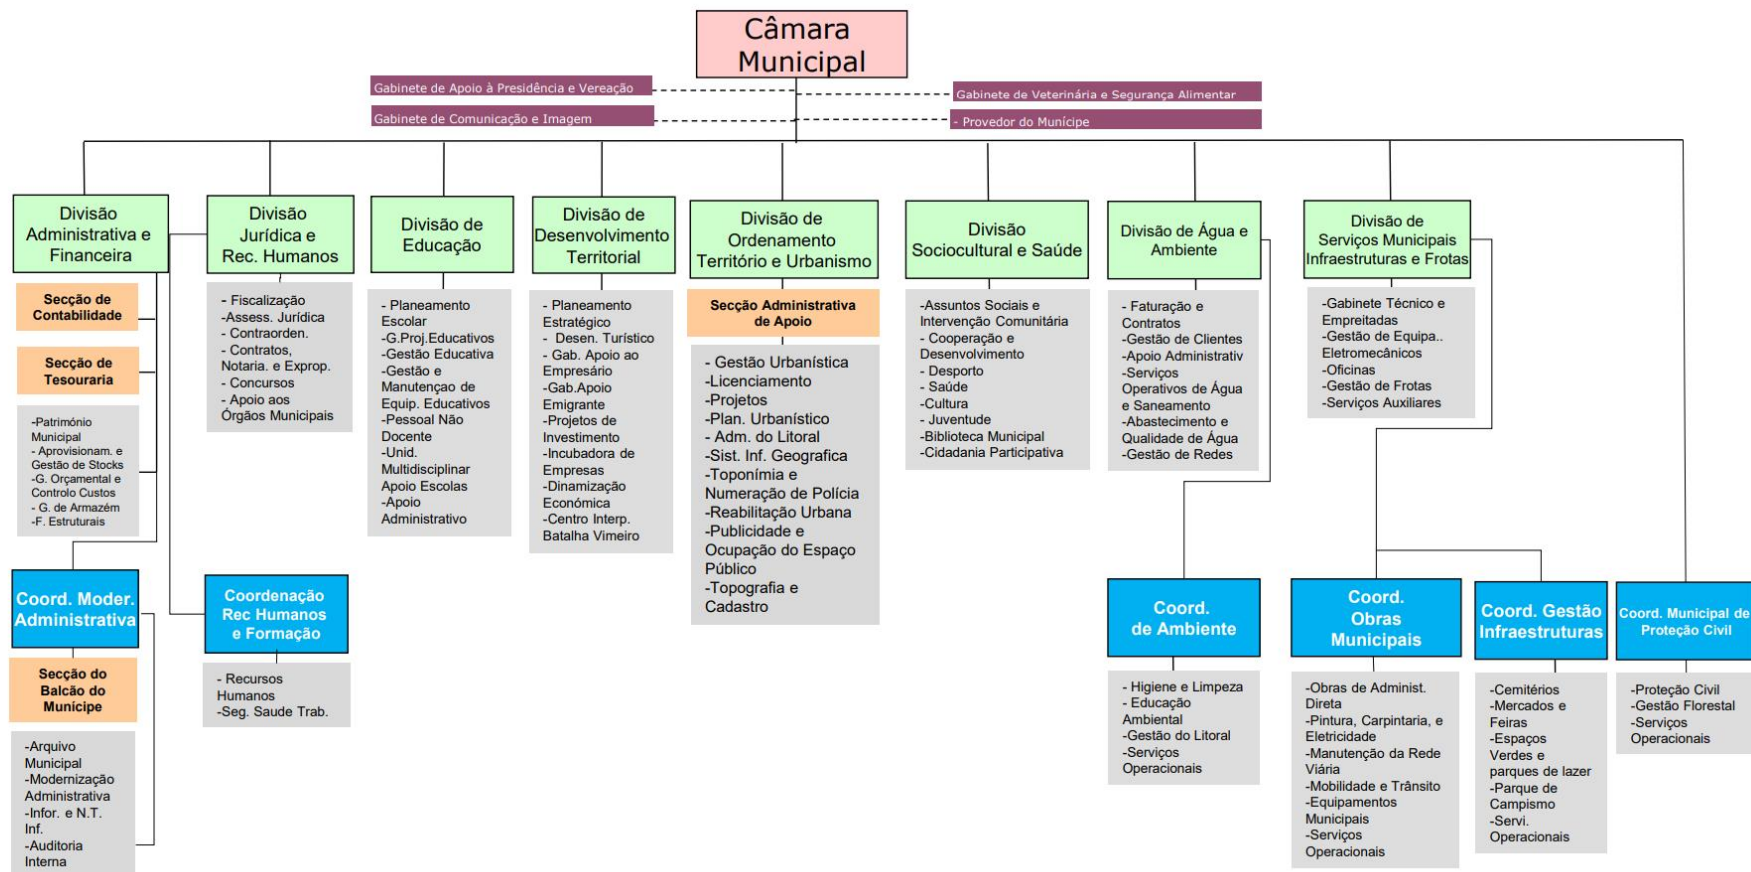 Câmara
Municipal
Gabinete de Apoio à Presidência e Vereação
Gabinete de Veterinária e Segurança Alimentar
Gabinete de Comunicação e Imagem
- Provedor do Munícipe
Divisão
Administrativa e
Financeira
Secção de
Contabilidade
Secção de
Tesouraria
-Património
Municipal
- Aprovisionam. e
Gestão de Stocks
-G. Orçamental e
Controlo Custos
- G. de Armazém
-F. Estruturais
Coord. Moder.
Administrativa
Secção do
Balcão do
Munícipe
-Arquivo
Municipal
-Modernização
Administrativa
-Infor. e N.T.
Inf.
-Auditoria
Interna
Divisão
Jurídica e
Rec. Humanos
- Fiscalização
-Assess. Jurídica
- Contraorden.
- Contratos,
Notaria. e Exprop.
- Concursos
- Apoio aos
Órgãos Municipais
Coordenação
Rec Humanos
e Formação
- Recursos
Humanos
-Seg. Saude Trab.
Divisão de
Educação
- Planeamento
Escolar
-G.Proj.Educativos
-Gestão Educativa
-Gestão e
Manutençao de
Equip. Educativos
-Pessoal Não
Docente
-Unid.
Multidisciplinar
Apoio Escolas
-Apoio
Administrativo
Divisão de
Desenvolvimento
Territorial
- Planeamento
Estratégico
- Desen. Turístico
- Gab. Apoio ao
Empresário
-Gab.Apoio
Emigrante
-Projetos de
Investimento
-Incubadora de
Empresas
-Dinamização
Económica
-Centro Interp.
Batalha Vimeiro
Divisão de
Ordenamento
Território e Urbanismo
Secção Administrativa
de Apoio
- Gestão Urbanística
-Licenciamento
-Projetos
-Plan. Urbanístico
- Adm. do Litoral
-Sist. Inf. Geografica
-Toponímia e
Numeração de Polícia
-Reabilitação Urbana
-Publicidade e
Ocupação do Espaço
Público
-Topografia e
Cadastro
Divisão
Sociocultural e Saúde
-Assuntos Sociais e
Intervenção Comunitária
- Cooperação e
Desenvolvimento
- Desporto
- Saúde
-Cultura
- Juventude
-Biblioteca Municipal
-Cidadania Participativa
Divisão de Água e
Ambiente
- Faturação e
Contratos
-Gestão de Clientes
-Apoio Administrativ
-Serviços
Operativos de Água
e Saneamento
-Abastecimento e
Qualidade de Água
-Gestão de Redes
Coord.
de Ambiente
- Higiene e Limpeza
- Educação
Ambiental
-Gestão do Litoral
-Serviços
Operacionais
Divisão de
Serviços Municipais
Infraestruturas e Frotas
-Gabinete Técnico e
Empreitadas
-Gestão de Equipa..
Eletromecânicos
-Oficinas
-Gestão de Frotas
-Serviços Auxiliares
Coord.
Obras
Municipais
-Obras de Administ.
Direta
-Pintura, Carpintaria, e
Eletricidade
-Manutenção da Rede
Viária
-Mobilidade e Trânsito
-Equipamentos
Municipais
-Serviços
Operacionais
Coord. Gestão
Infraestruturas
-Cemitérios
-Mercados e
Feiras
-Espaços
Verdes e
parques de lazer
-Parque de
Campismo
-Servi.
Operacionais
Coord. Municipal de
Proteção Civil
-Proteção Civil
-Gestão Florestal
-Serviços
Operacionais